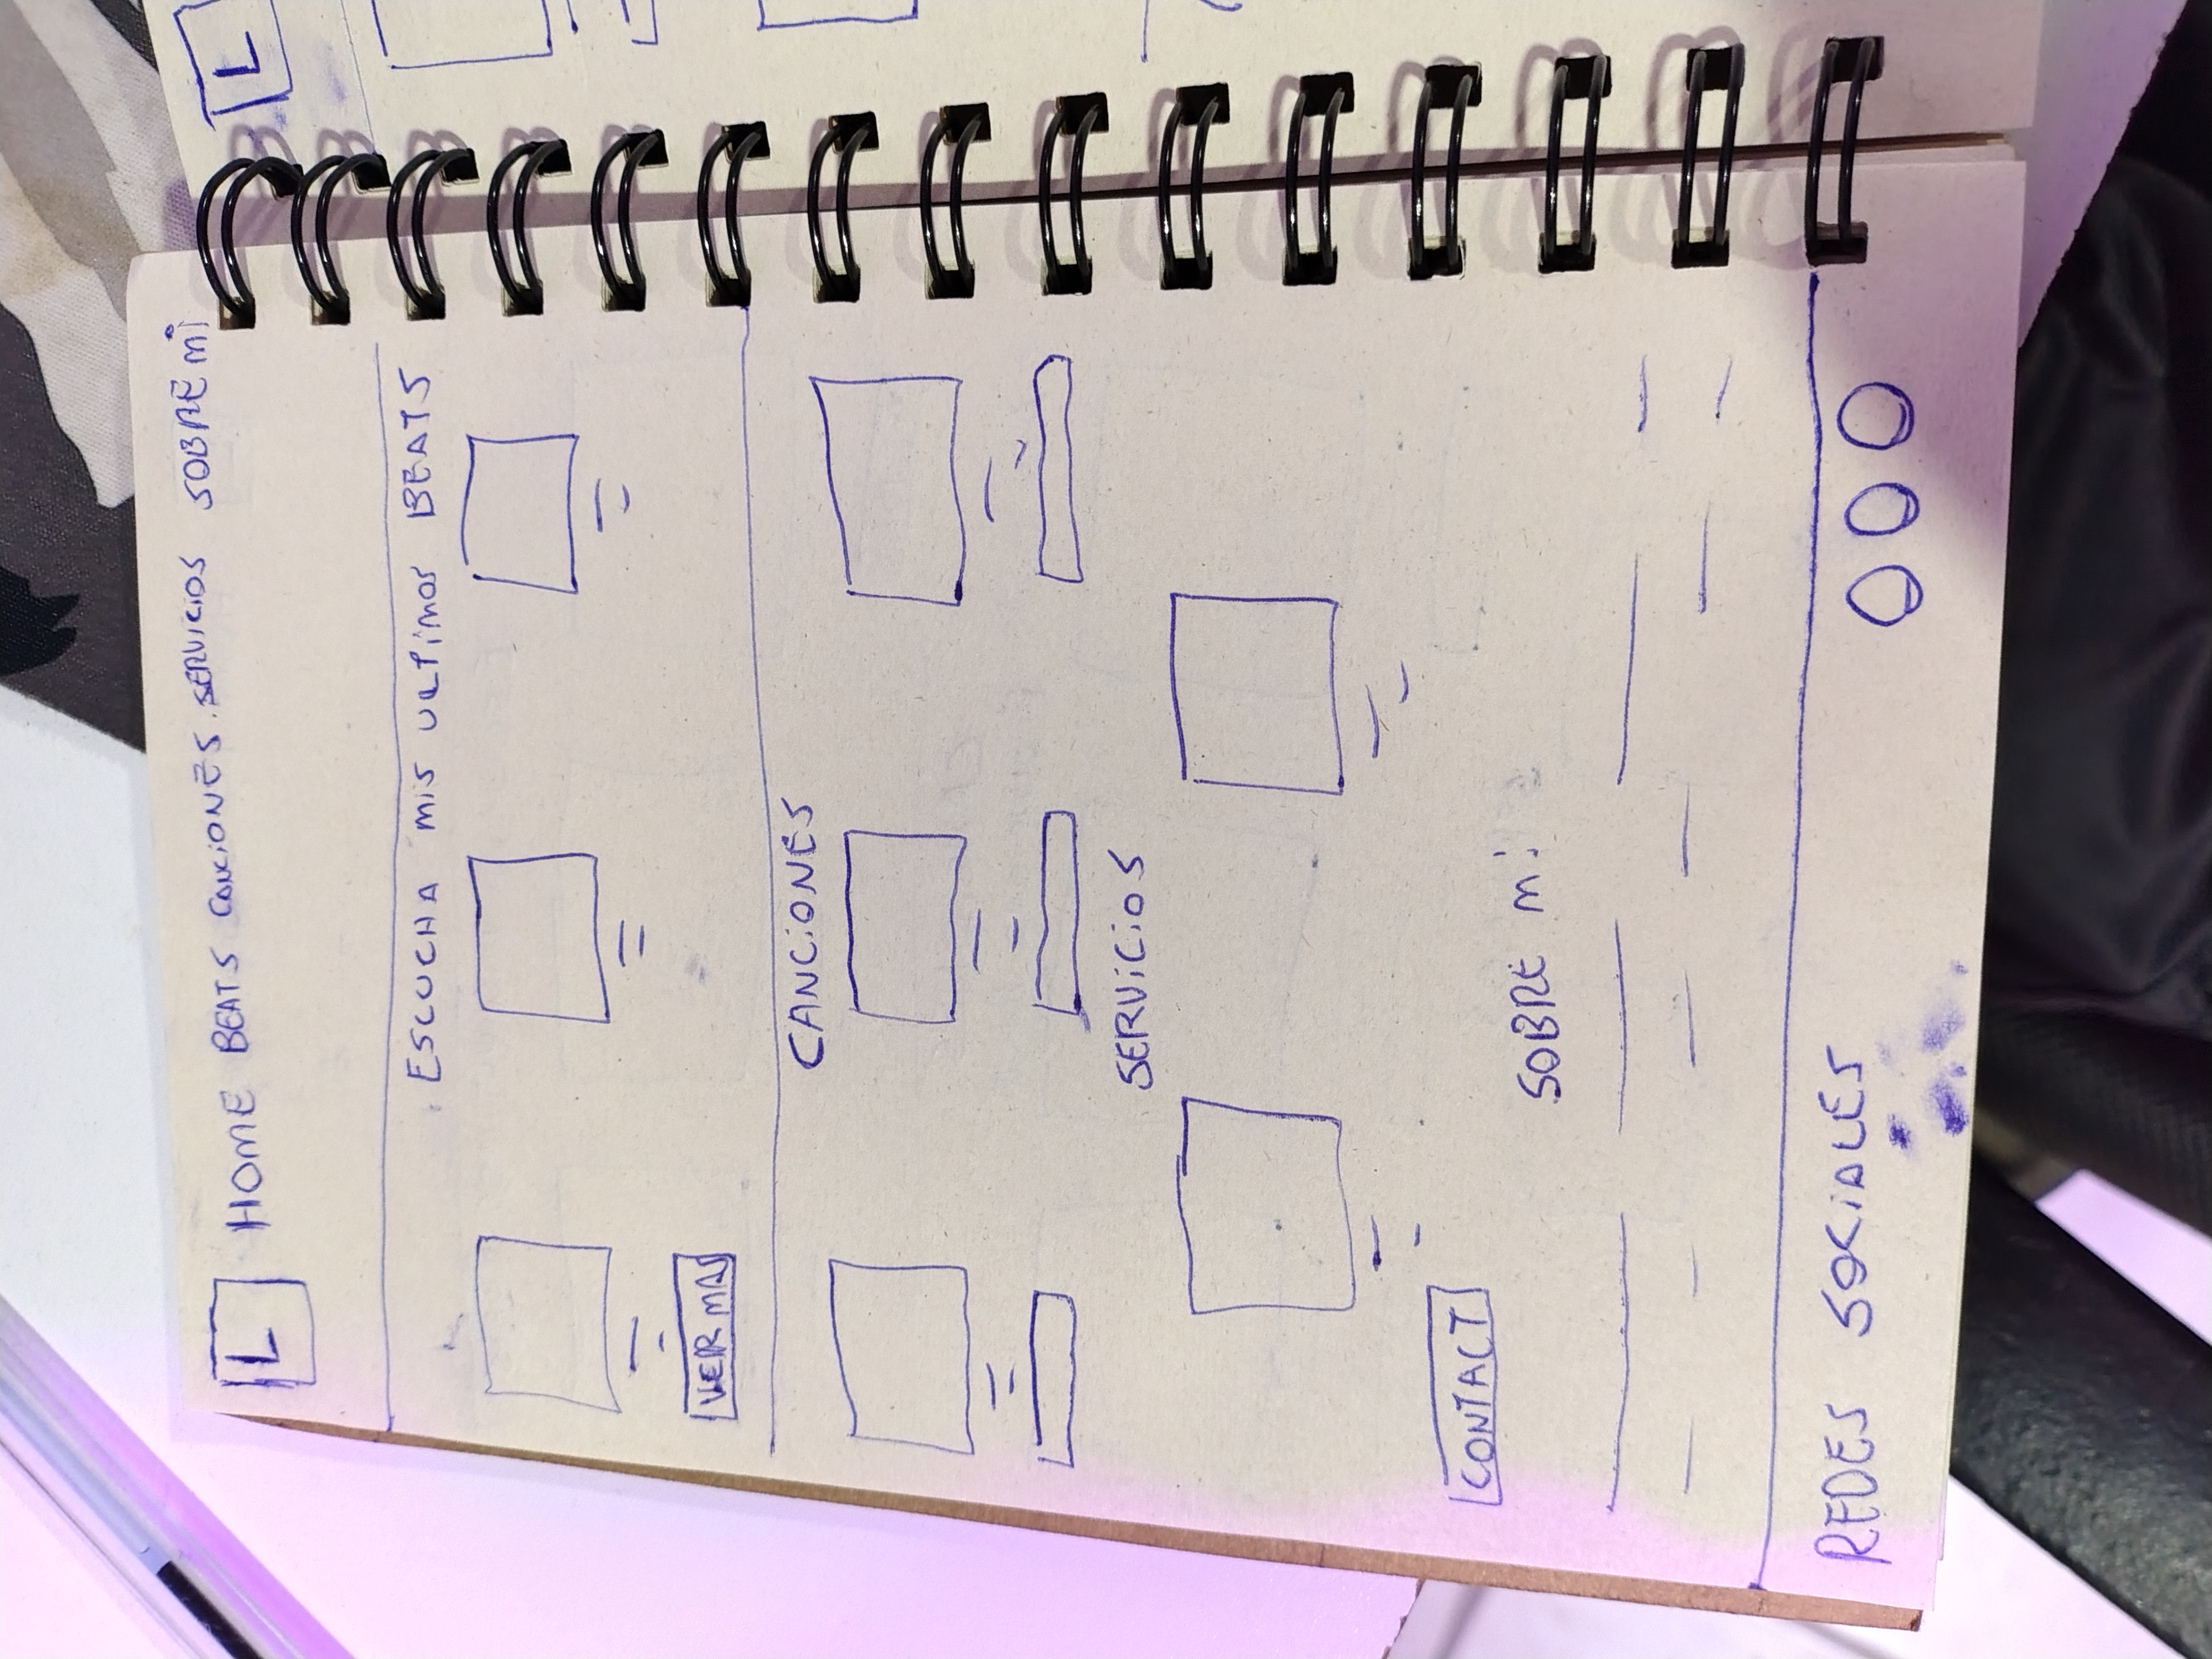 L HOME BEATS CANCIONES. SERVICIOS SOBRE Mi
ESCUCHA MiS ULTiMOS BEATS
VER MAS
CANCiONES
SERViCiOS
CONTACT
SOBRE Mi
REDES SOCiALES
L